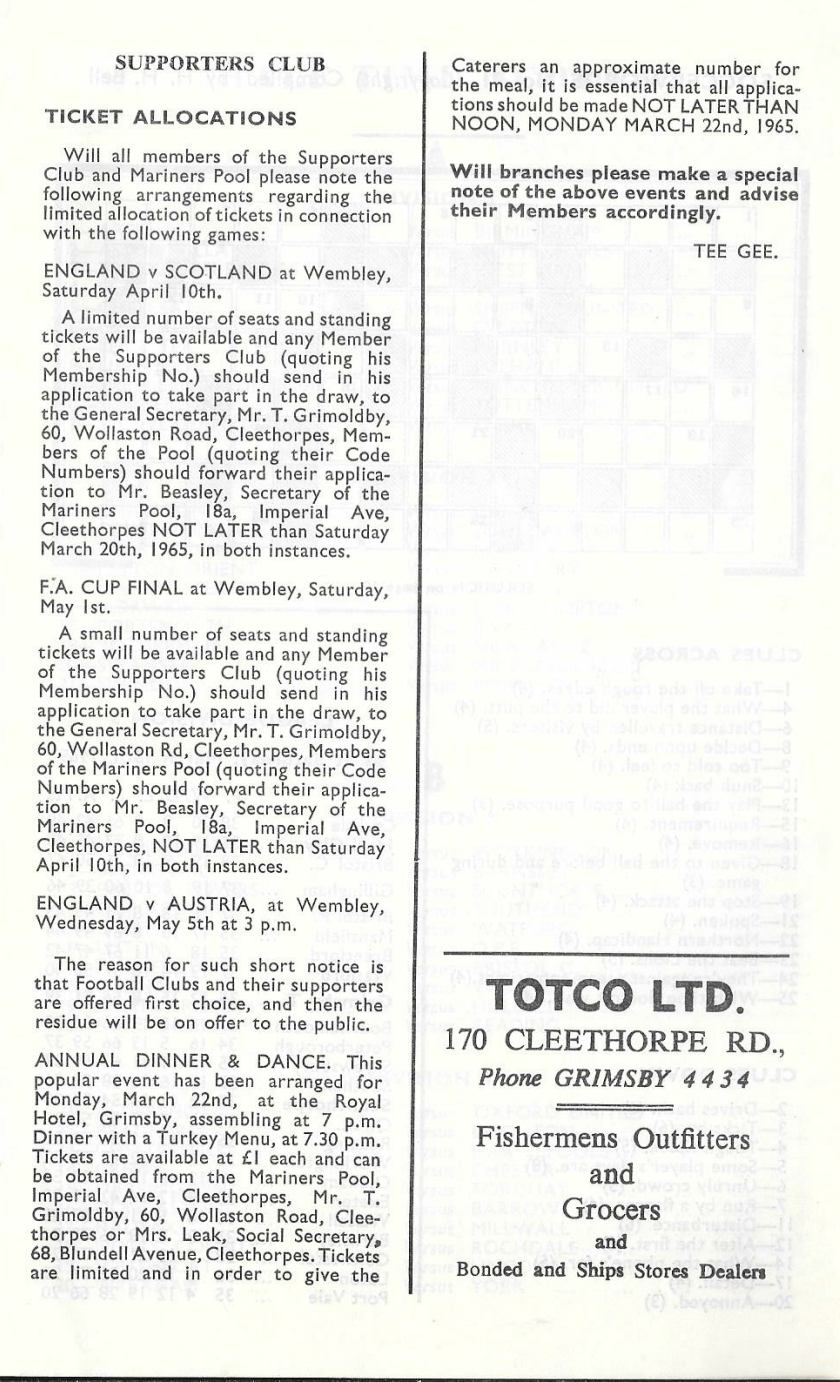 SUPPORTERS CLUB
TICKET ALLOCATIONS
Will all members of the Supporters
Club and Mariners Pool please note the
following arrangements regarding the
limited allocation of tickets in connection
with the following games:
ENGLAND v SCOTLAND at Wembley,
Saturday April 10th.
A limited number of seats and standing
tickets will be available and any Member
of the Supporters Club (quoting his
Membership No.) should send in his
application to take part in the draw, to
the General Secretary, Mr. T. Grimoldby,
60, Wollaston Road, Cleethorpes, Mem-
bers of the Pool (quoting their Code
Numbers) should forward their applica-
tion to Mr. Beasley, Secretary of the
Mariners Pool, 18a, Imperial Ave,
Cleethorpes NOT LATER than Saturday
March 20th, 1965, in both instances.
F.A. CUP FINAL at Wembley, Saturday,
May 1st.
A small number of seats and standing
tickets will be available and any Member
of the Supporters Club (quoting his
Membership No.) should send in his
application to take part in the draw, to
the General Secretary, Mr. T. Grimoldby,
60, Wollaston Rd, Cleethorpes, Members
of the Mariners Pool (quoting their Code
Numbers) should forward their applica-
tion to Mr. Beasley, Secretary of the
Mariners Pool, 18a, Imperial Ave,
Cleethorpes, NOT LATER than Saturday
April 10th, in both instances.
ENGLAND v AUSTRIA, at Wembley,
Wednesday, May 5th at 3 p.m.
The reason for such short notice is
that Football Clubs and their supporters
are offered first choice, and then the
residue will be on offer to the public.
ANNUAL DINNER & DANCE. This
popular event has been arranged for
Monday, March 22nd, at the Royal
Hotel, Grimsby, assembling at 7 p.m.
Dinner with a Turkey Menu, at 7.30 p.m.
Tickets are available at £1 each and can
be obtained from the Mariners Pool,
Imperial Ave, Cleethorpes, Mr. T.
Grimoldby, 60, Wollaston Road, Clee-
thorpes or Mrs. Leak, Social Secretary,
68, Blundell Avenue, Cleethorpes. Tickets
are limited and in order to give the
Caterers an approximate number for
the meal, it is essential that all applica-
tions should be made NOT LATER THAN
NOON, MONDAY MARCH 22nd, 1965.
Will branches please make a special
note of the above events and advise
their Members accordingly.
TEE GEE.
TOTCO LTD.
170 CLEETHORPE RD.,
Phone GRIMSBY 4434
Fishermens Outfitters
and
Grocers
and
Bonded and Ships Stores Dealers